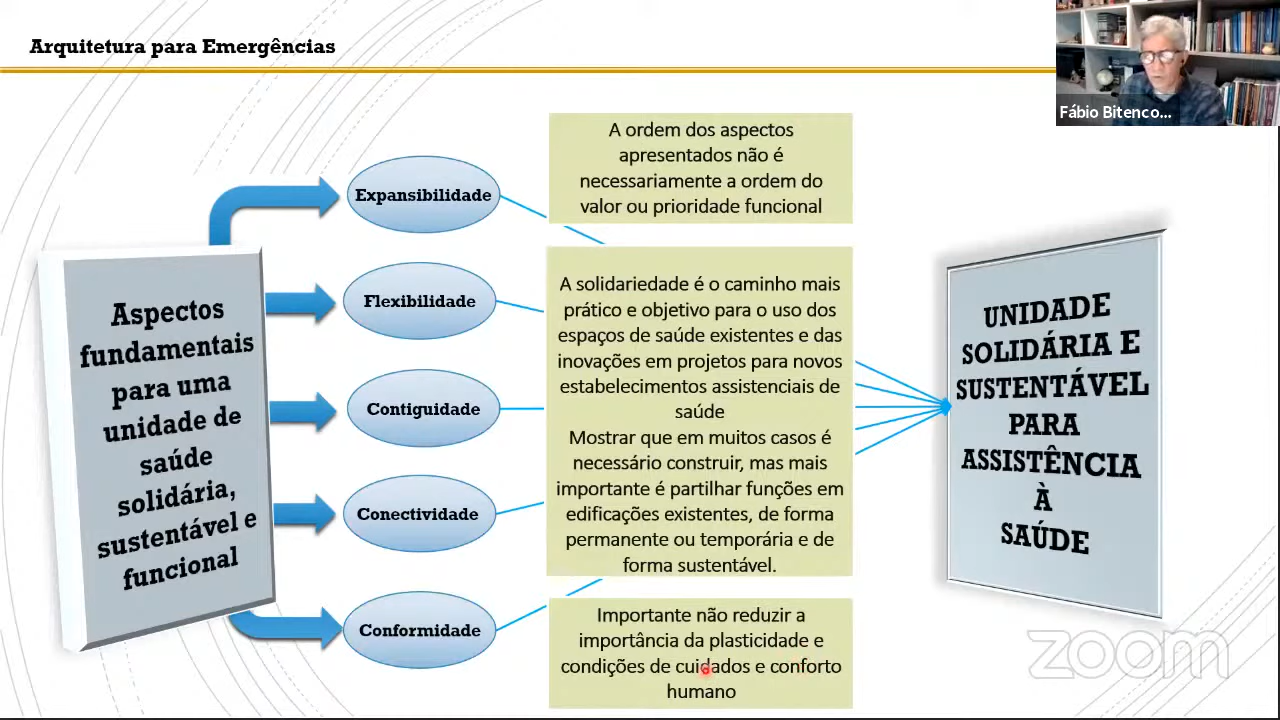 Arquitetura para Emergências
Fábio Bitenco...
Aspectos
fundamentais
para uma
unidade de
saúde
solidária,
sustentável e
funcional
Expansibilidade
Flexibilidade
Contiguidade
Conectividade
Conformidade
A ordem dos aspectos
apresentados não é
necessariamente a ordem do
valor ou prioridade funcional
A solidariedade é o caminho mais
prático e objetivo para o uso dos
espaços de saúde existentes e das
inovações em projetos para novos
estabelecimentos assistenciais de
saúde
Mostrar que em muitos casos é
necessário construir, mas mais
importante é partilhar funções em
edificações existentes, de forma
permanente ou temporária e de
forma sustentável.
Importante não reduzir a
importância da plasticidade e
condições de cuidados e conforto
humano
UNIDADE
SOLIDÁRIA E
SUSTENTÁVEL
PARA
ASSISTÊNCIA
À
SAÚDE
zoom